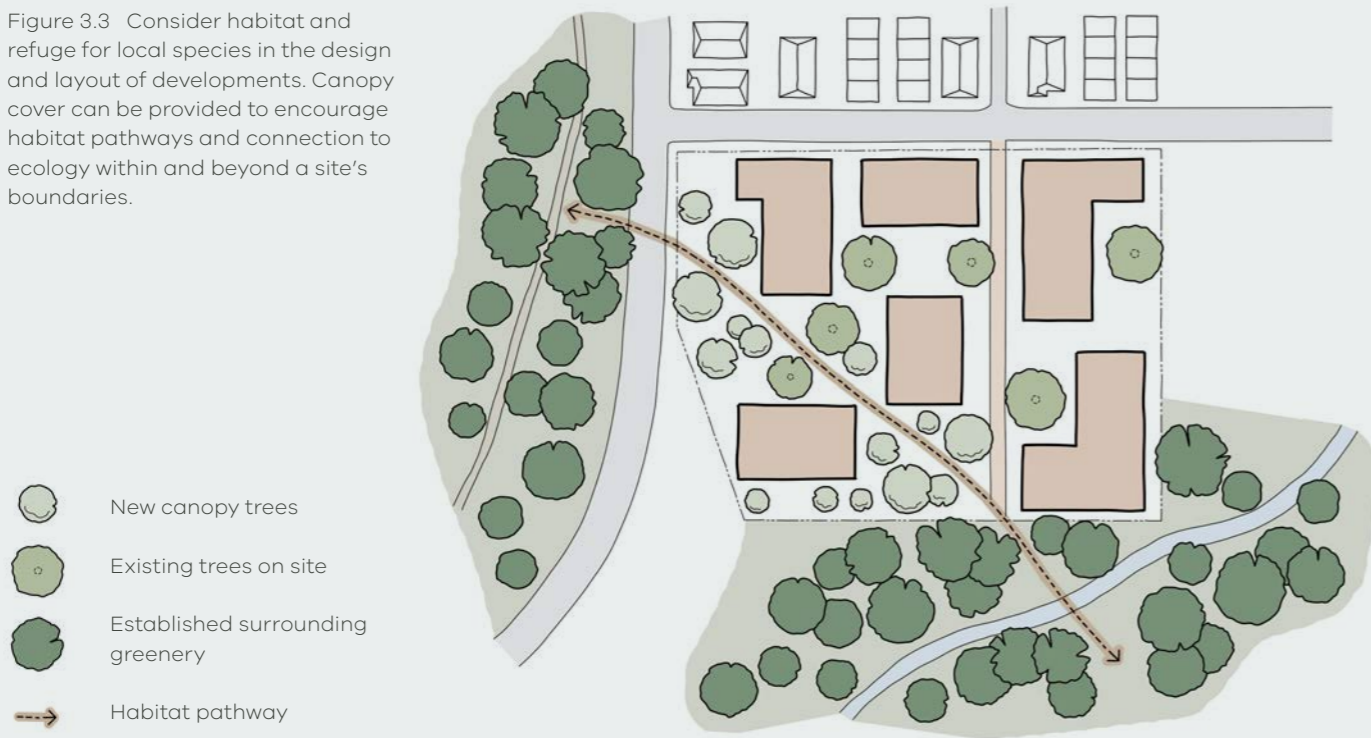 Figure 3.3 Consider habitat and
refuge for local species in the design
and layout of developments. Canopy
cover can be provided to encourage
habitat pathways and connection to
ecology within and beyond a site’s
boundaries.
New canopy trees
Existing trees on site
Established surrounding
greenery
Habitat pathway